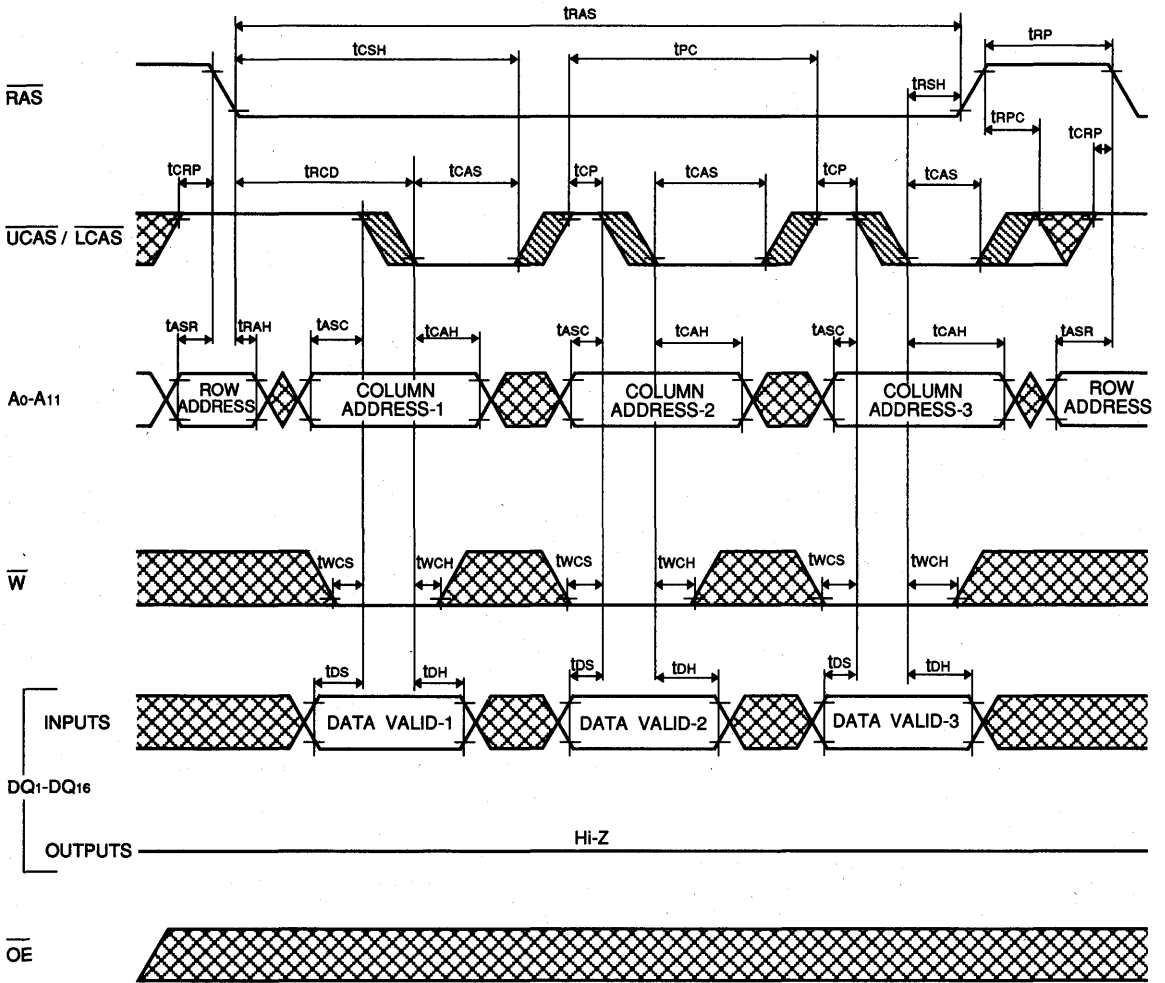 tRAS
tCSH tPC tRP
RAS
tRSH
tRPC
tCRP
tCRP tRCD tCAS tCP tCAS tCP tCAS
UCAS / LCAS
tASR tRAH tASC tCAH tASC tCAH tASC tCAH tASR
A0-A11
ROW ADDRESS
COLUMN ADDRESS-1
COLUMN ADDRESS-2
COLUMN ADDRESS-3
ROW ADDRESS
tWCS tWCH tWCS tWCH tWCS tWCH
W
tDS tDH tDS tDH tDS tDH
INPUTS DATA VALID-1 DATA VALID-2 DATA VALID-3
DQ1-DQ16
Hi-Z
OUTPUTS
OE